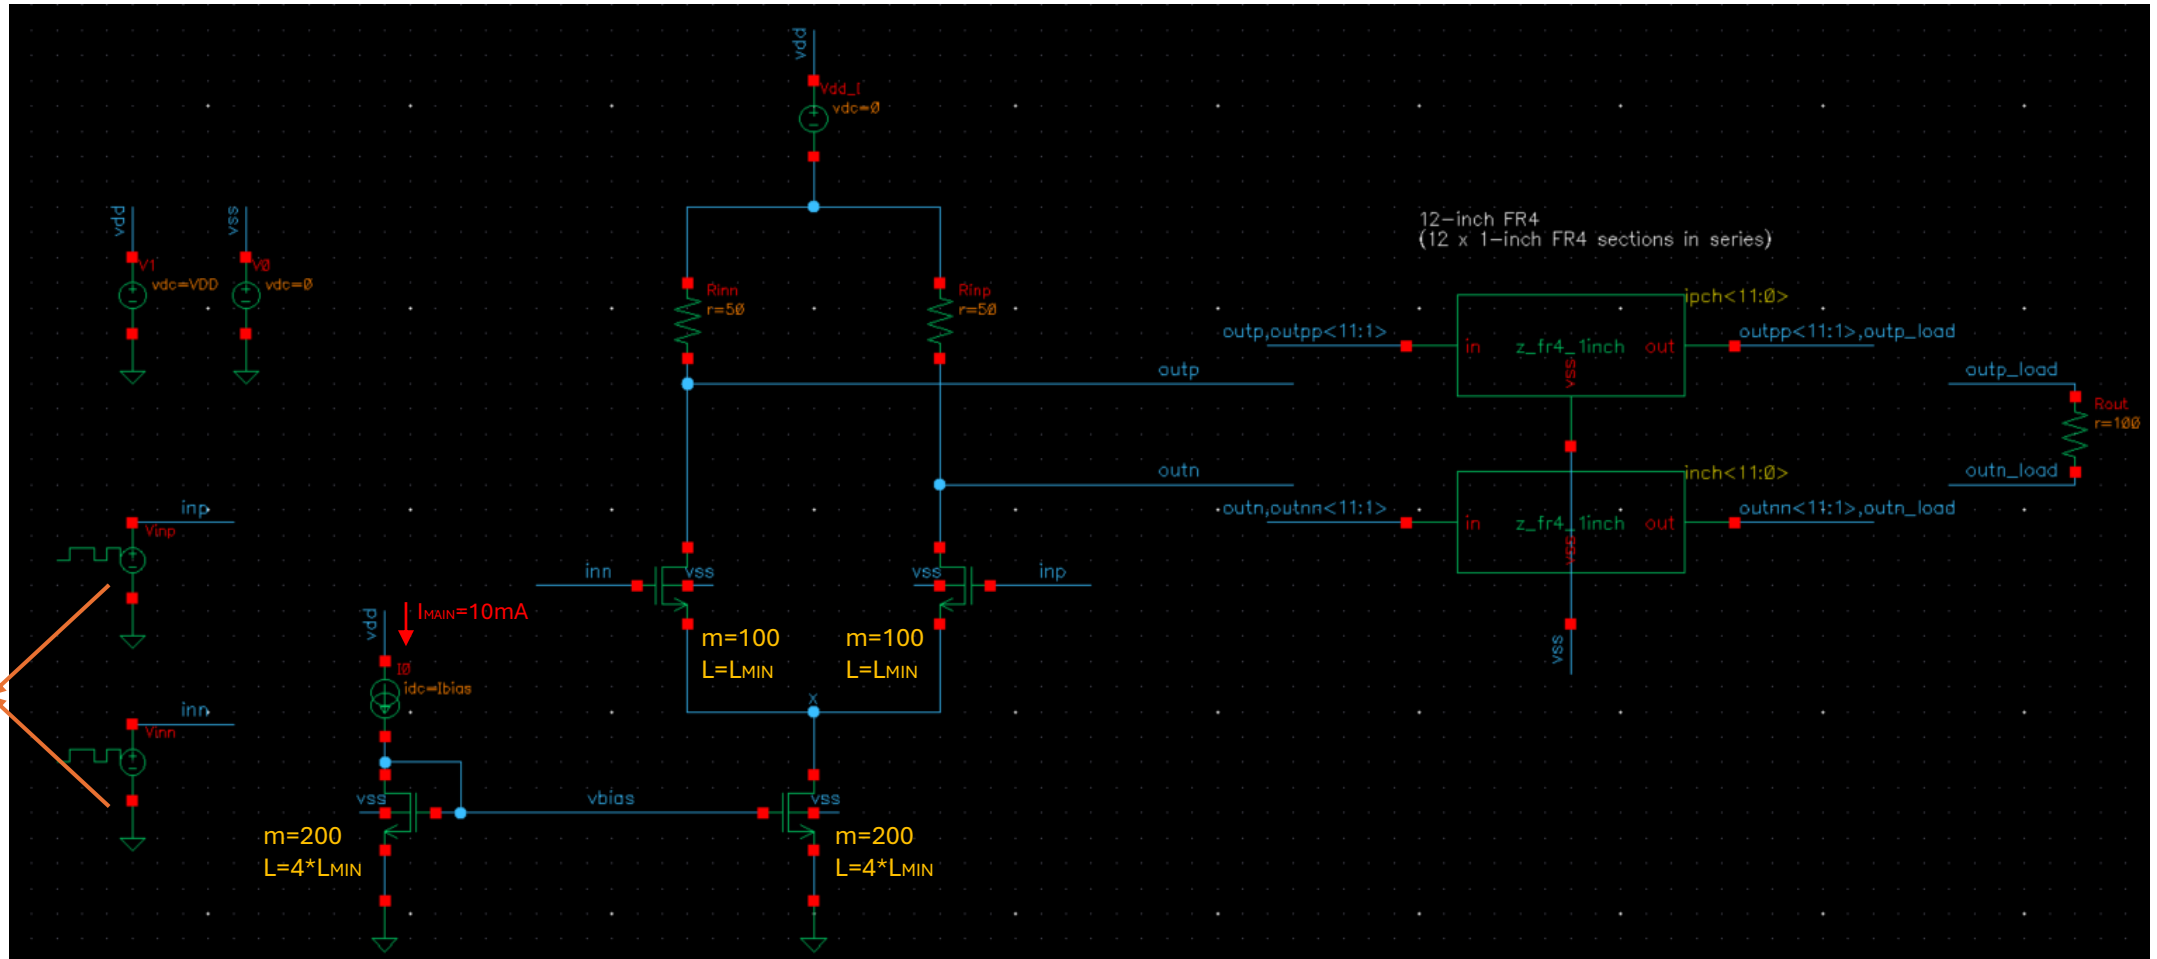 vdd
Vdd_I
vdc=0
vdd
V1
vdc=VDD
vss
V0
vdc=0
Rinn
r=50
Rinp
r=50
12-inch FR4
(12 x 1-inch FR4 sections in series)
ipch<11:0>
outp,outpp<11:1>
in
z_fr4_1inch
out
VSS
outpp<11:1>,outp_load
outp
outp_load
Rout
r=100
outn_load
outn
inch<11:0>
outn,outnn<11:1>
in
z_fr4_1inch
out
VDD
outnn<11:1>,outn_load
vss
inp
Vinp
inn
Vinn
inn
vss
vss
inp
m=100
L=LMIN
m=100
L=LMIN
x
vdd
IMAIN=10mA
I0
idc=Ibias
vss
vbias
vss
m=200
L=4*LMIN
m=200
L=4*LMIN